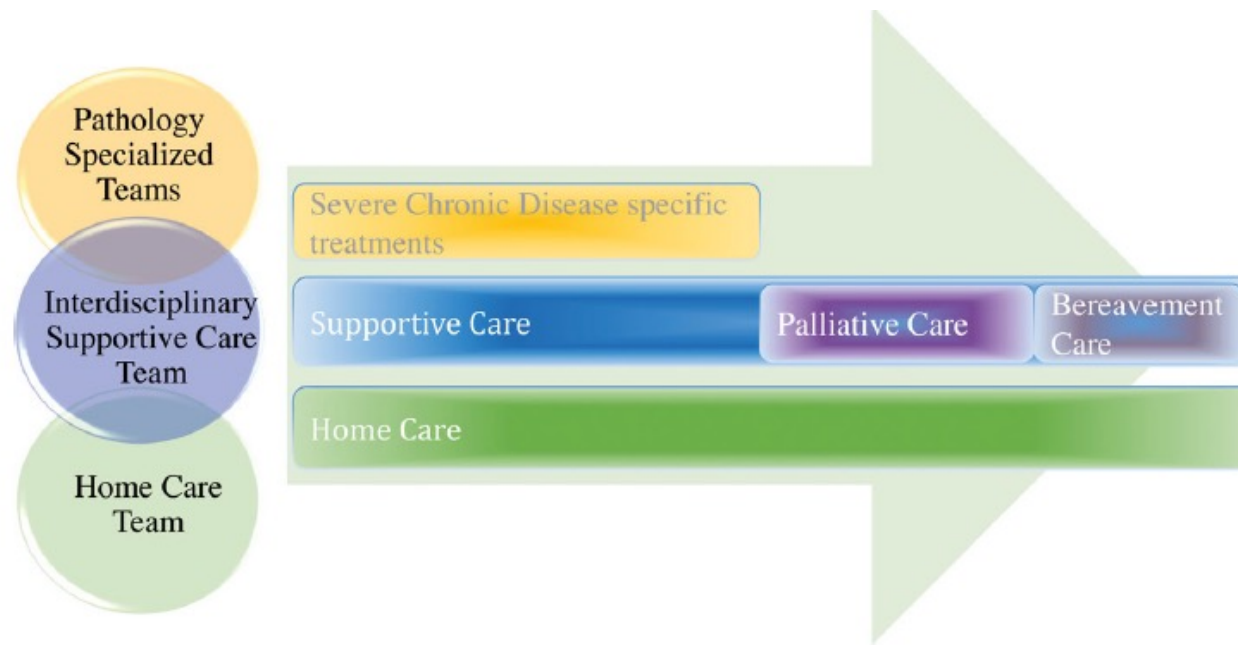 Pathology
Specialized
Teams
Interdisciplinary
Supportive Care
Team
Home Care
Team
Severe Chronic Disease specific
treatments
Supportive Care
Palliative Care
Bereavement
Care
Home Care